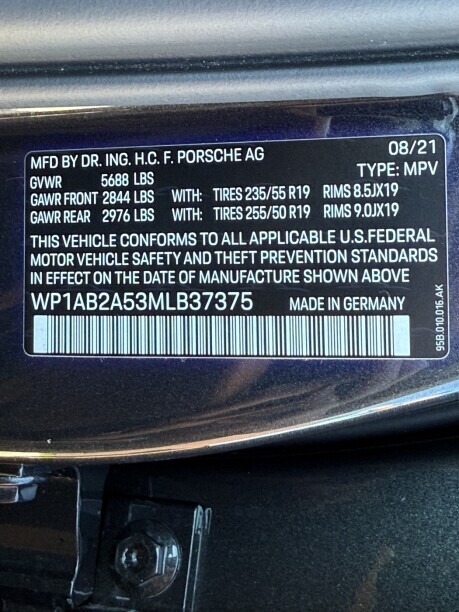 MFD BY DR. ING. H.C. F. PORSCHE AG 08/21
GVWR 5688 LBS TYPE: MPV
GAWR FRONT 2844 LBS WITH: TIRES 235/55 R19 RIMS 8.5JX19
GAWR REAR 2976 LBS WITH: TIRES 255/50 R19 RIMS 9.0JX19
THIS VEHICLE CONFORMS TO ALL APPLICABLE U.S.FEDERAL
MOTOR VEHICLE SAFETY AND THEFT PREVENTION STANDARDS
IN EFFECT ON THE DATE OF MANUFACTURE SHOWN ABOVE
WP1AB2A53MLB37375 MADE IN GERMANY
95B.010.016.AK